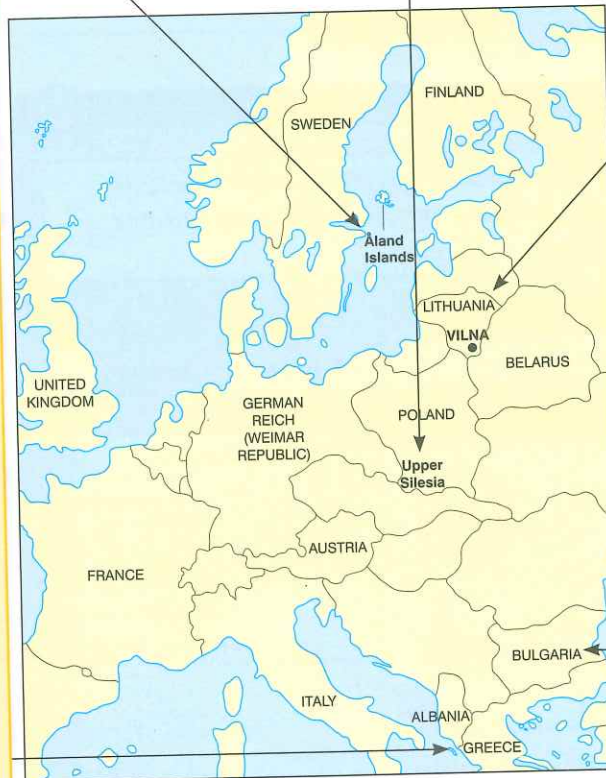 FINLAND
SWEDEN
Åland
Islands
LITHUANIA
VILNA
BELARUS
UNITED
KINGDOM
GERMAN
REICH
(WEIMAR
REPUBLIC)
POLAND
Upper
Silesia
AUSTRIA
FRANCE
BULGARIA
ITALY
ALBANIA
GREECE